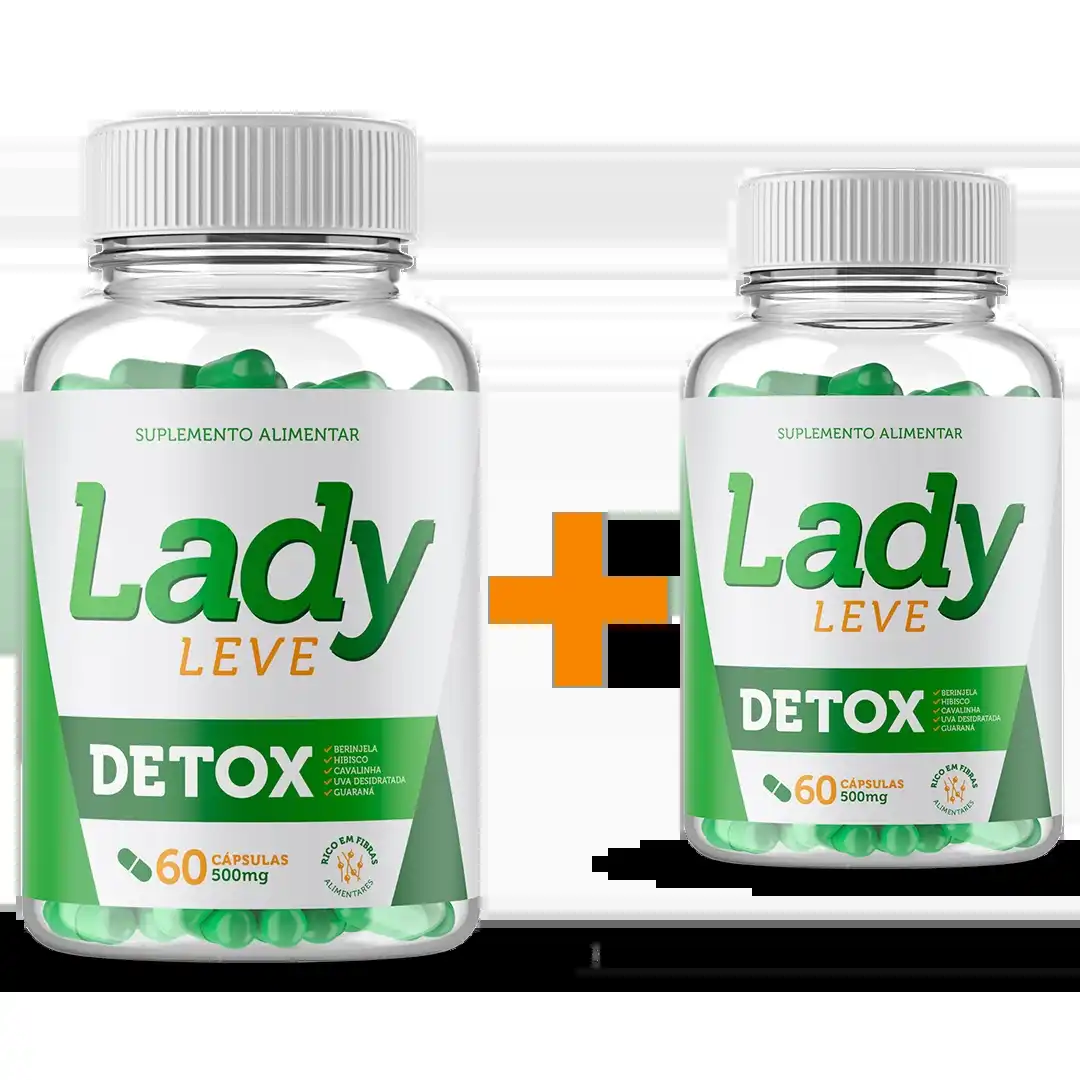 SUPLEMENTO ALIMENTAR
Lady
LEVE
DETOX
BERINJELA
HIBISCO
CAVALINHA
UVA DESIDRATADA
GUARANÁ
60 CÁPSULAS
500mg
RICO EM FIBRAS
ALIMENTARES
SUPLEMENTO ALIMENTAR
Lady
LEVE
DETOX
BERINJELA
HIBISCO
CAVALINHA
UVA DESIDRATADA
GUARANÁ
60 CÁPSULAS
500mg
RICO EM FIBRAS
ALIMENTARES